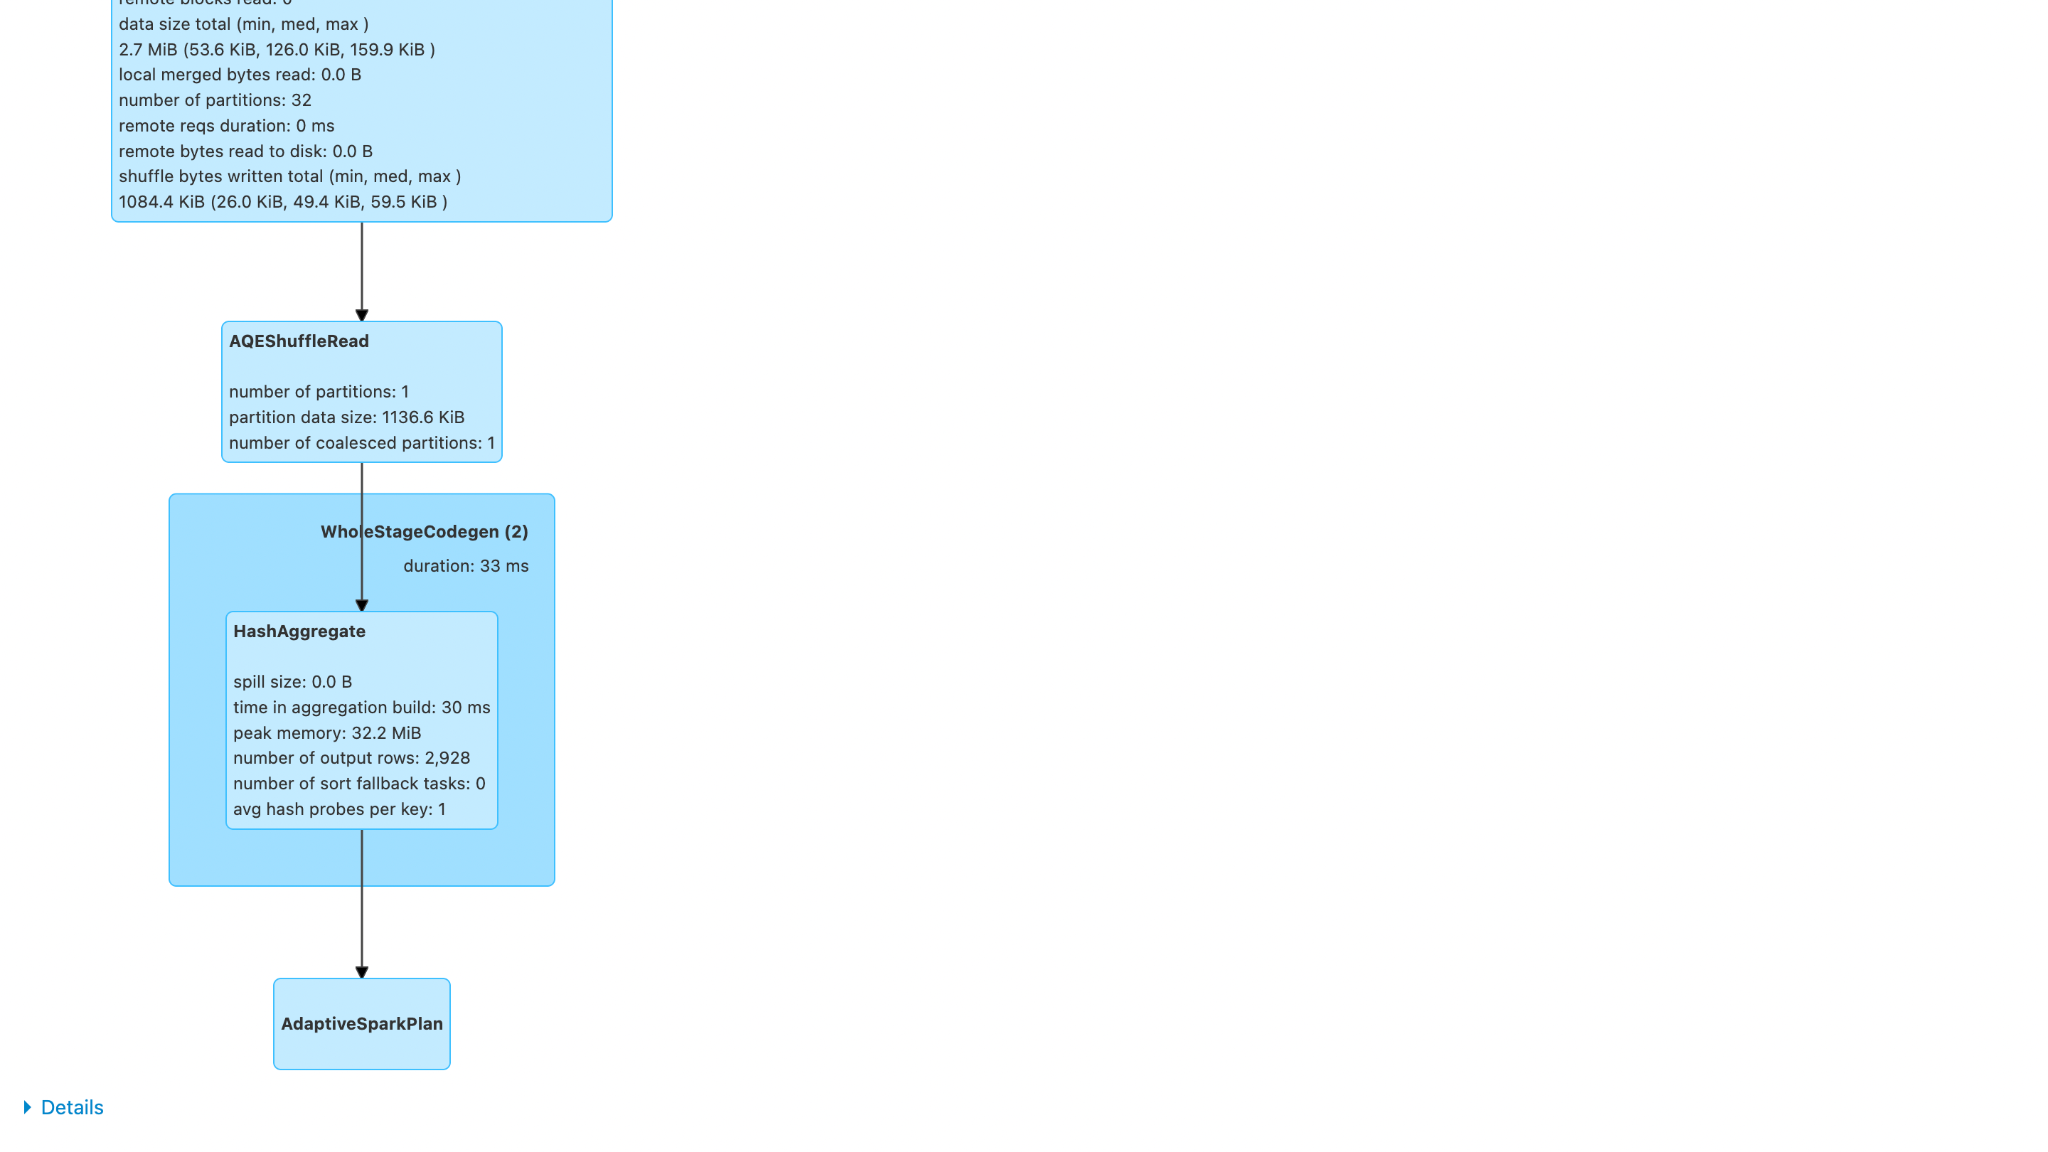 remote blocks read: 0
data size total (min, med, max )
2.7 MiB (53.6 KiB, 126.0 KiB, 159.9 KiB )
local merged bytes read: 0.0 B
number of partitions: 32
remote reqs duration: 0 ms
remote bytes read to disk: 0.0 B
shuffle bytes written total (min, med, max )
1084.4 KiB (26.0 KiB, 49.4 KiB, 59.5 KiB )
AQEShuffleRead
number of partitions: 1
partition data size: 1136.6 KiB
number of coalesced partitions: 1
WholeStageCodegen (2)
duration: 33 ms
HashAggregate
spill size: 0.0 B
time in aggregation build: 30 ms
peak memory: 32.2 MiB
number of output rows: 2,928
number of sort fallback tasks: 0
avg hash probes per key: 1
AdaptiveSparkPlan
Details